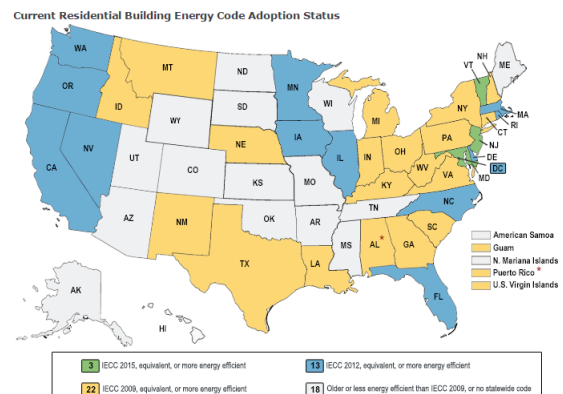 Current Residential Building Energy Code Adoption Status
WA
MT
ND
MN
VT
NH
ME
OR
ID
SD
WI
MI
NY
MA
RI
CT
WY
NE
IA
PA
NJ
NV
IL
IN
OH
DE
DC
UT
WV
VA
MD
CA
CO
KS
MO
KY
NC
TN
AZ
NM
OK
AR
SC
MS
AL*
GA
TX
LA
FL
AK
HI
American Samoa
Guam
N. Mariana Islands
Puerto Rico *
U.S. Virgin Islands
3 IECC 2015, equivalent, or more energy efficient
13 IECC 2012, equivalent, or more energy efficient
22 IECC 2009, equivalent, or more energy efficient
18 Older or less energy efficient than IECC 2009, or no statewide code